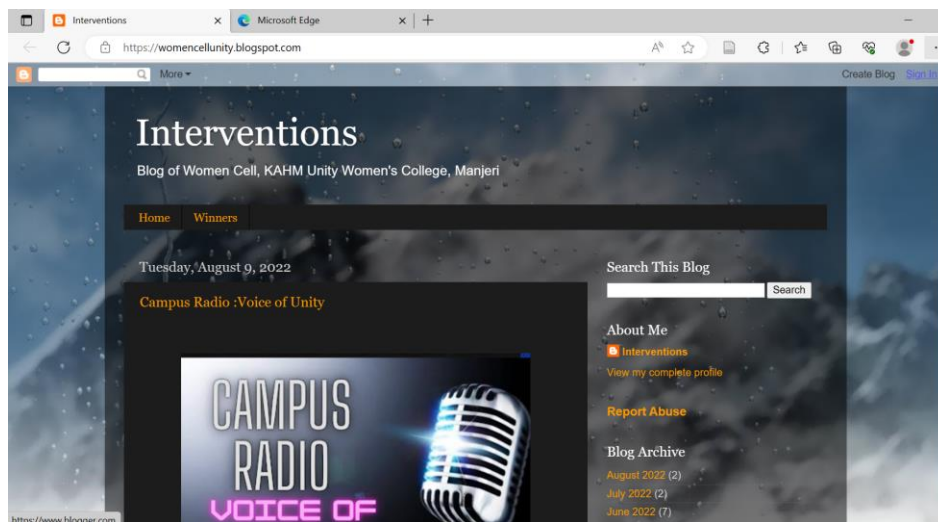 Interventions
Microsoft Edge
https://womencellunity.blogspot.com
More
Create Blog Sign In
Interventions
Blog of Women Cell, KAHM Unity Women's College, Manjeri
Home Winners
Tuesday, August 9, 2022
Campus Radio :Voice of Unity
CAMPUS
RADIO
VOICE OF
Search This Blog
Search
About Me
Interventions
View my complete profile
Report Abuse
Blog Archive
August 2022 (2)
July 2022 (2)
June 2022 (7)
https://www.blogger.com